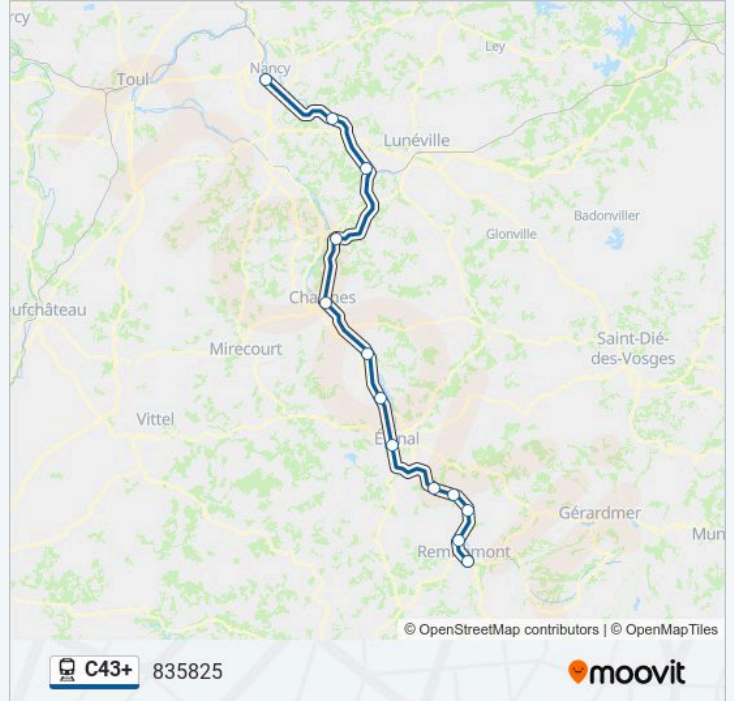 rcy
Ley
Toul
Nancy
Lunéville
Badonviller
Glonville
ufchâteau
Mirecourt
Saint-Dié-
des-Vosges
Vittel
Gérardmer
Mun
© OpenStreetMap contributors | © OpenMapTiles
C43+ 835825
moovit